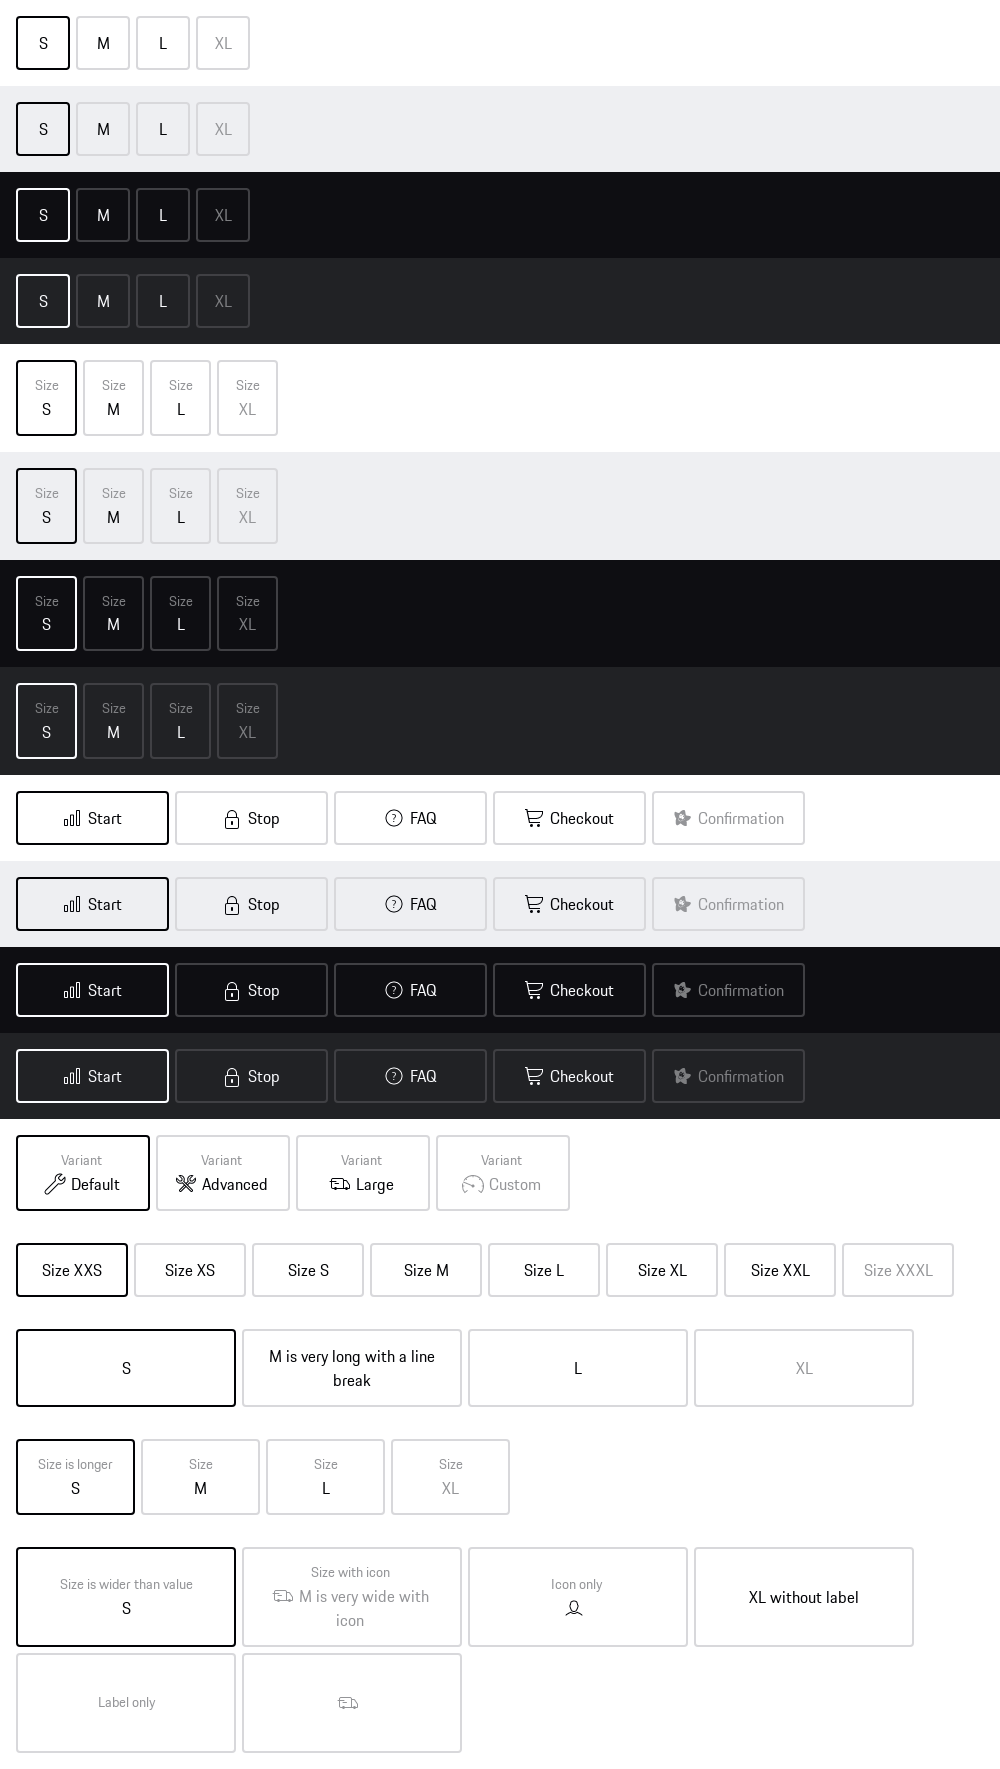 S M L XL
S M L XL
S M L XL
S M L XL
Size Size Size Size
S M L XL
Size Size Size Size
S M L XL
Size Size Size Size
S M L XL
Size Size Size Size
S M L XL
Start Stop FAQ Checkout Confirmation
Start Stop FAQ Checkout Confirmation
Start Stop FAQ Checkout Confirmation
Start Stop FAQ Checkout Confirmation
Variant Variant Variant Variant
Default Advanced Large Custom
Size XXS Size XS Size S Size M Size L Size XL Size XXL Size XXXL
S
M is very long with a line
break
L
XL
Size is longer Size Size Size
S M L XL
Size is wider than value
S
Size with icon
M is very wide with
icon
Icon only
XL without label
Label only